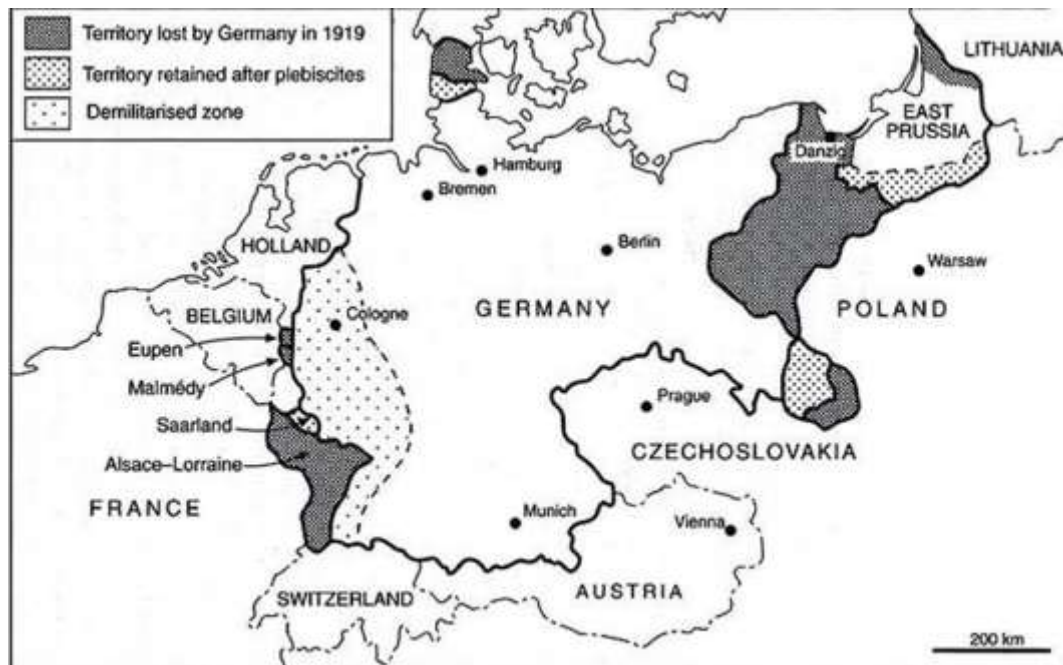 Territory lost by Germany in 1919
Territory retained after plebiscites
Demilitarised zone
LITHUANIA
EAST
PRUSSIA
Danzig
Hamburg
Bremen
HOLLAND
Berlin
Warsaw
GERMANY
POLAND
BELGIUM
Cologne
Eupen
Malmédy
Prague
Saarland
CZECHOSLOVAKIA
Alsace–Lorraine
FRANCE
Munich
Vienna
AUSTRIA
SWITZERLAND
200 km